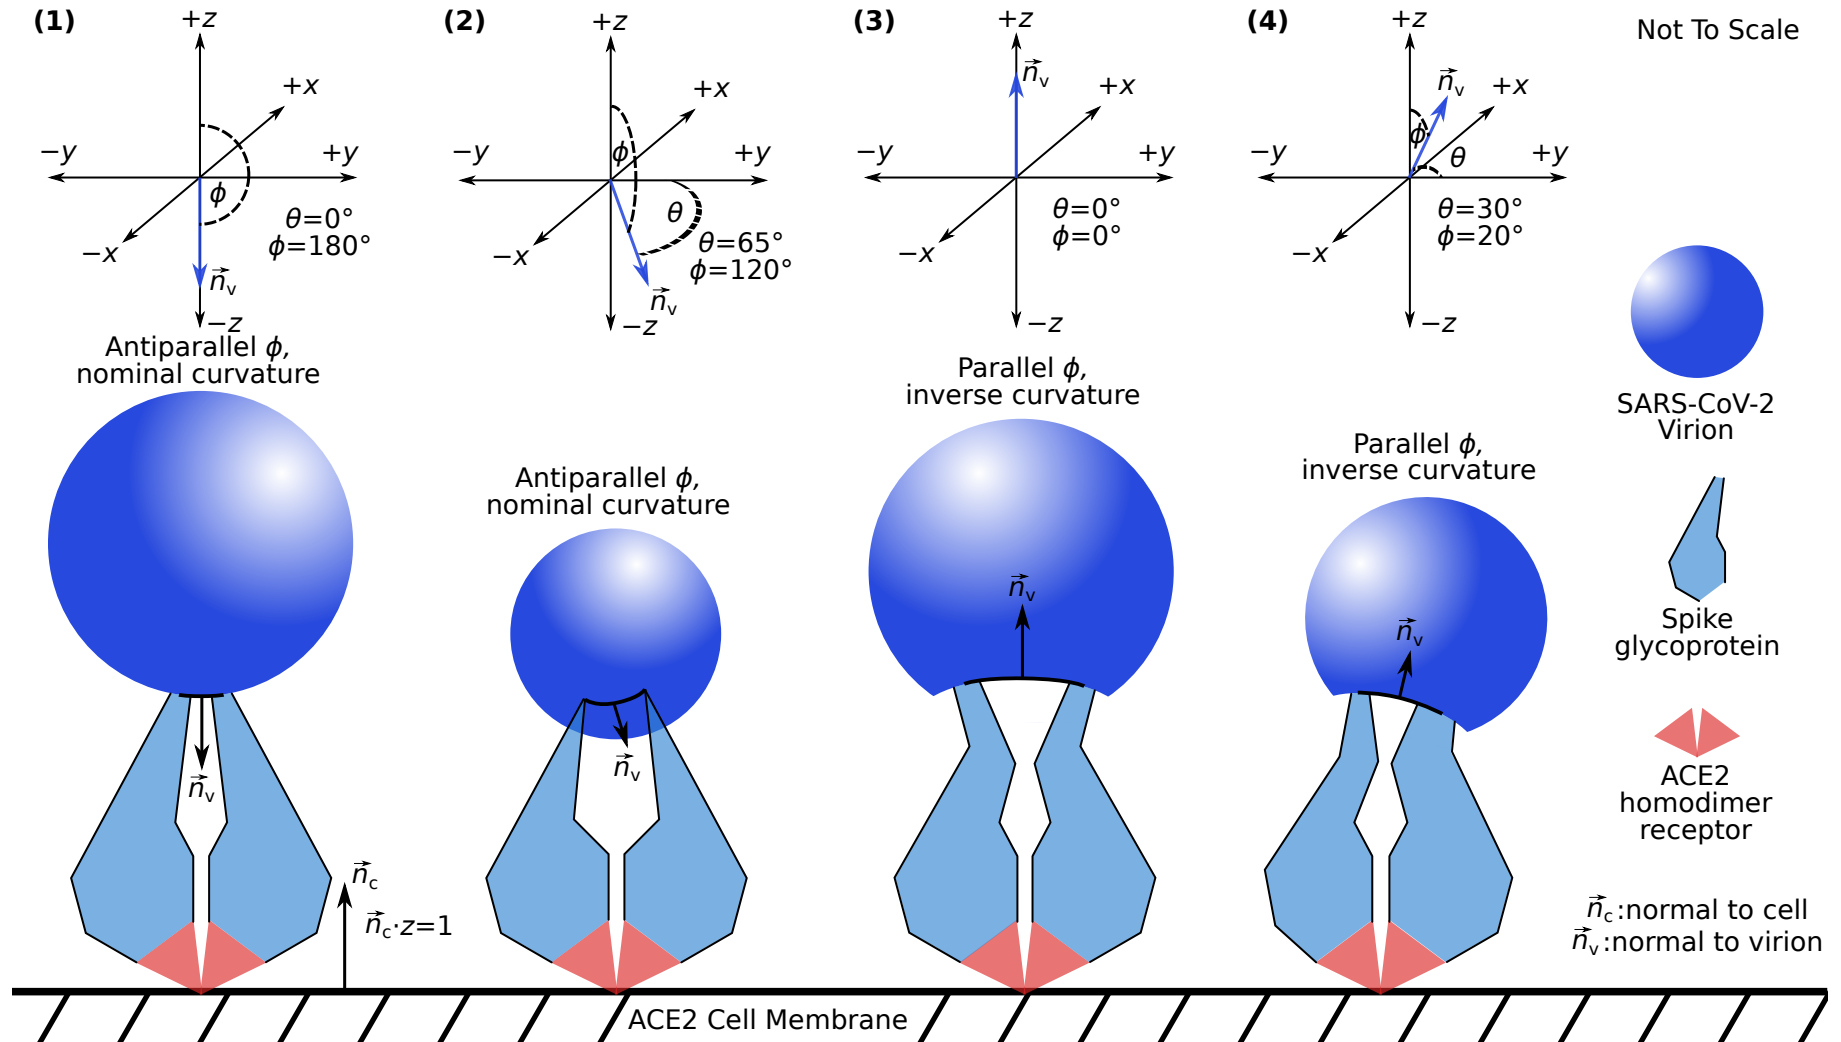 (1)
+z
+x
−y
+y
ϕ
θ=0°
ϕ=180°
−x
n⃗v
−z
Antiparallel ϕ,
nominal curvature
n⃗v
n⃗c
n⃗c·z=1
(2)
+z
+x
−y
+y
ϕ
θ
θ=65°
ϕ=120°
−x
n⃗v
−z
Antiparallel ϕ,
nominal curvature
n⃗v
(3)
+z
n⃗v
+x
−y
+y
θ=0°
ϕ=0°
−x
−z
Parallel ϕ,
inverse curvature
n⃗v
(4)
+z
n⃗v
+x
ϕ
θ
−y
+y
θ=30°
ϕ=20°
−x
−z
Parallel ϕ,
inverse curvature
n⃗v
Not To Scale
SARS-CoV-2
Virion
Spike
glycoprotein
ACE2
homodimer
receptor
n⃗c:normal to cell
n⃗v:normal to virion
ACE2 Cell Membrane